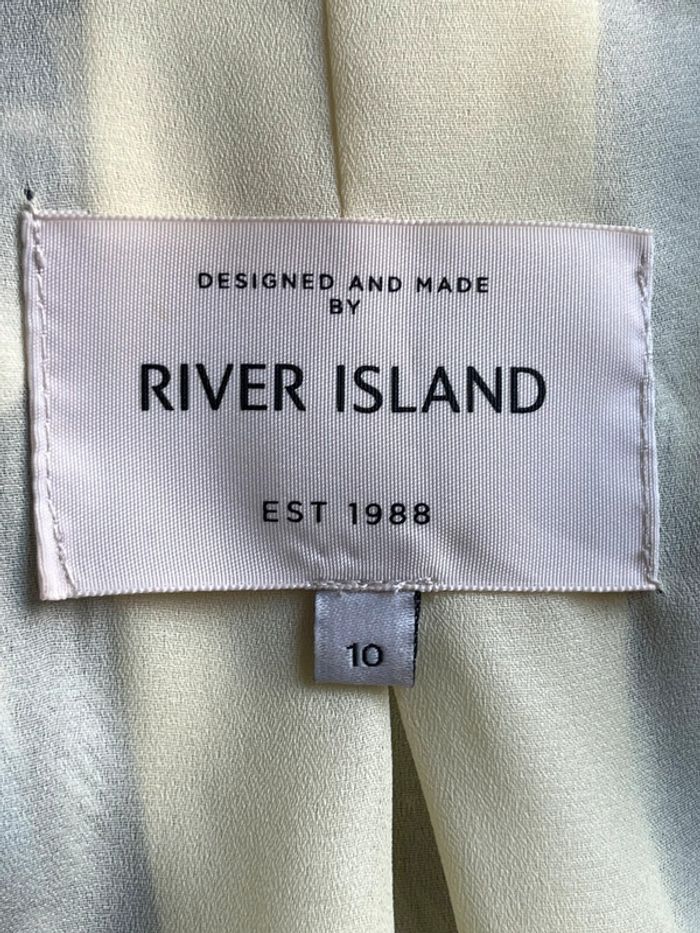 DESIGNED AND MADE
BY
RIVER ISLAND
EST 1988
10